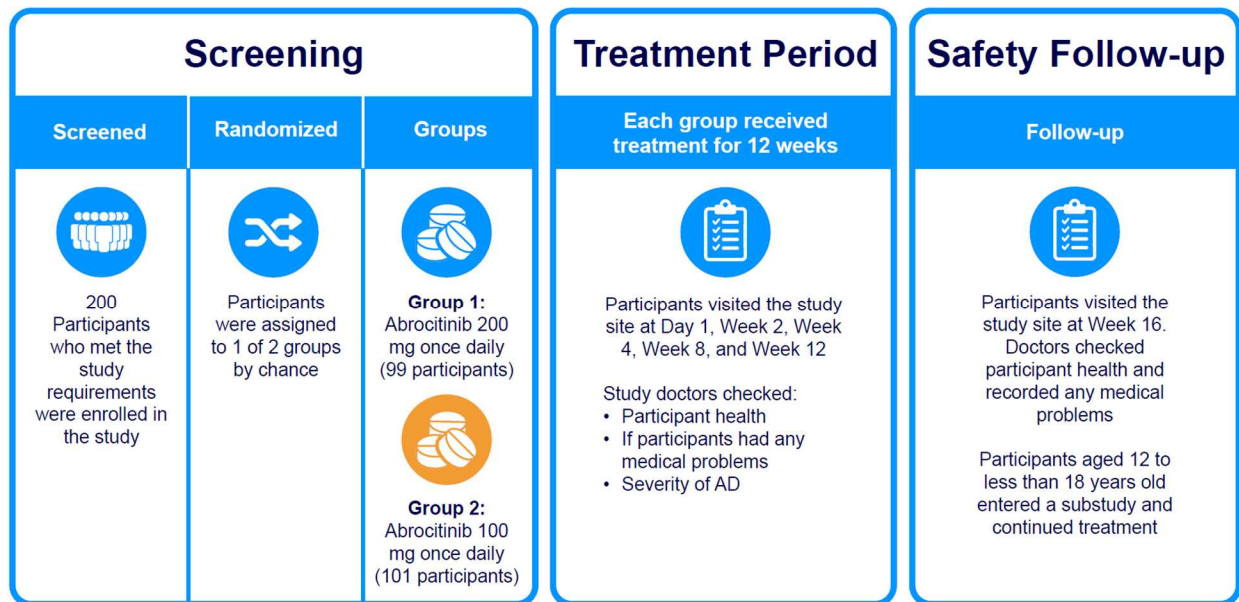 Screening
Screened
Randomized
Groups
200
Participants
who met the
study
requirements
were enrolled in
the study
Participants
were assigned
to 1 of 2 groups
by chance
Group 1:
Abrocitinib 200
mg once daily
(99 participants)
Group 2:
Abrocitinib 100
mg once daily
(101 participants)
Treatment Period
Each group received
treatment for 12 weeks
Participants visited the study
site at Day 1, Week 2, Week
4, Week 8, and Week 12
Study doctors checked:
• Participant health
• If participants had any
medical problems
• Severity of AD
Safety Follow-up
Follow-up
Participants visited the
study site at Week 16.
Doctors checked
participant health and
recorded any medical
problems
Participants aged 12 to
less than 18 years old
entered a substudy and
continued treatment